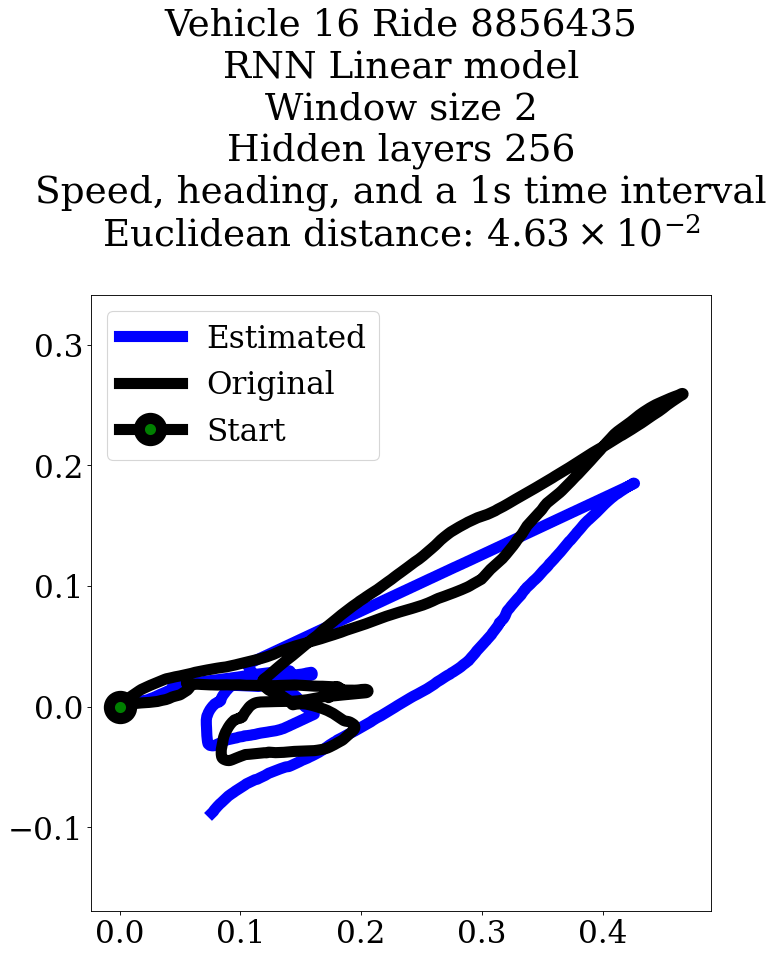 Vehicle 16 Ride 8856435
RNN Linear model
Window size 2
Hidden layers 256
Speed, heading, and a 1s time interval
Euclidean distance: 4.63 × 10⁻²
Estimated
Original
Start
0.3
0.2
0.1
0.0
−0.1
0.0 0.1 0.2 0.3 0.4